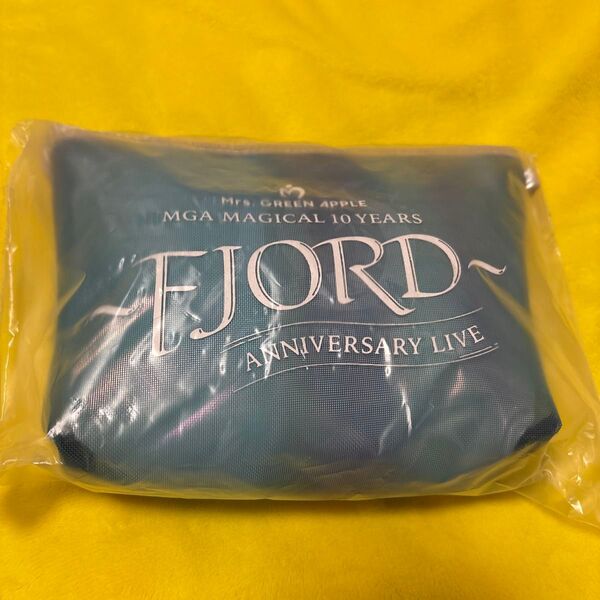 Mrs. GREEN APPLE
MGA MAGICAL 10 YEARS
~FJORD~
ANNIVERSARY LIVE